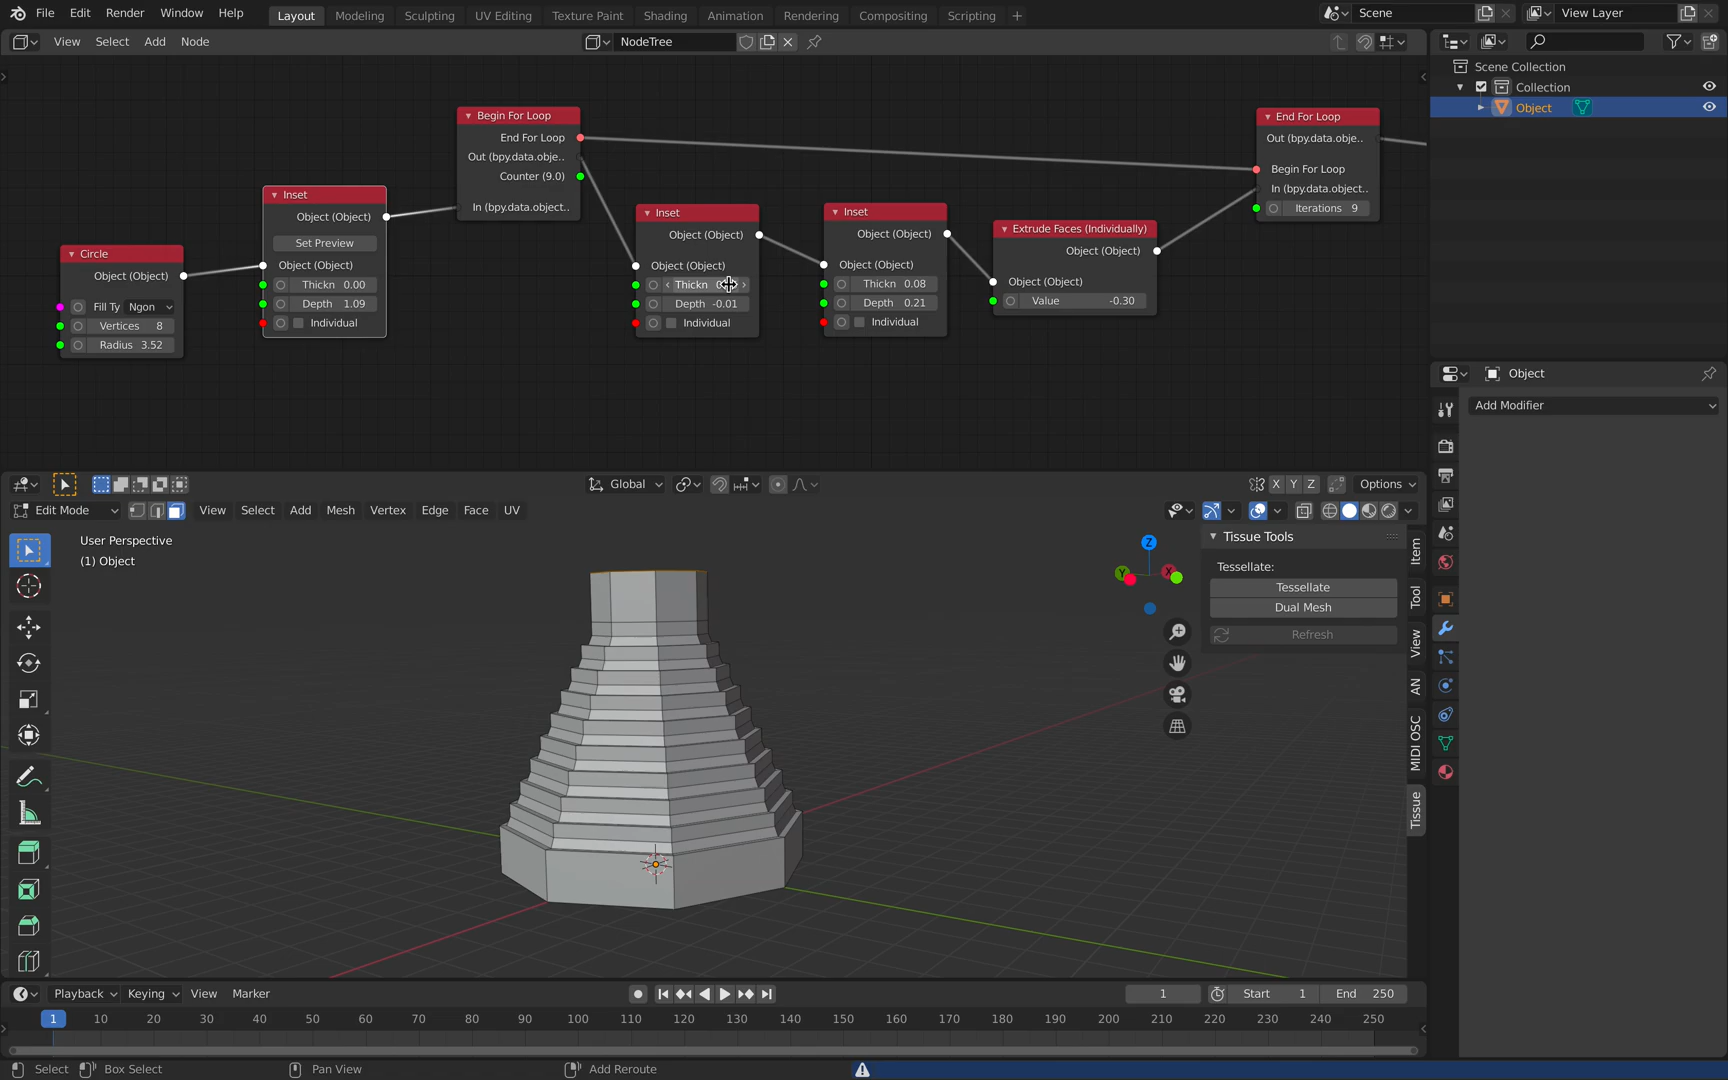 File Edit Render Window Help Layout Modeling Sculpting UV Editing Texture Paint Shading Animation Rendering Compositing Scripting + Scene View Layer
View Select Add Node NodeTree
Scene Collection
Collection
Object
Circle
Object (Object)
Fill Ty Ngon
Vertices 8
Radius 3.52
Inset
Object (Object)
Set Preview
Object (Object)
Thickn 0.00
Depth 1.09
Individual
Begin For Loop
End For Loop
Out (bpy.data.obje..
Counter (9.0)
In (bpy.data.object..
Inset
Object (Object)
Object (Object)
Thickn
Depth -0.01
Individual
Inset
Object (Object)
Object (Object)
Thickn 0.08
Depth 0.21
Individual
Extrude Faces (Individually)
Object (Object)
Object (Object)
Value -0.30
End For Loop
Out (bpy.data.obje..
Begin For Loop
In (bpy.data.object..
Iterations 9
Object
Add Modifier
Global X Y Z Options
Edit Mode View Select Add Mesh Vertex Edge Face UV
User Perspective
(1) Object
Z
Y
X
Tissue Tools
Tessellate:
Tessellate
Dual Mesh
Refresh
Item
Tool
View
AN
MIDI OSC
Tissue
Playback Keying View Marker 1 Start 1 End 250
1 10 20 30 40 50 60 70 80 90 100 110 120 130 140 150 160 170 180 190 200 210 220 230 240 250
Select Box Select Pan View Add Reroute